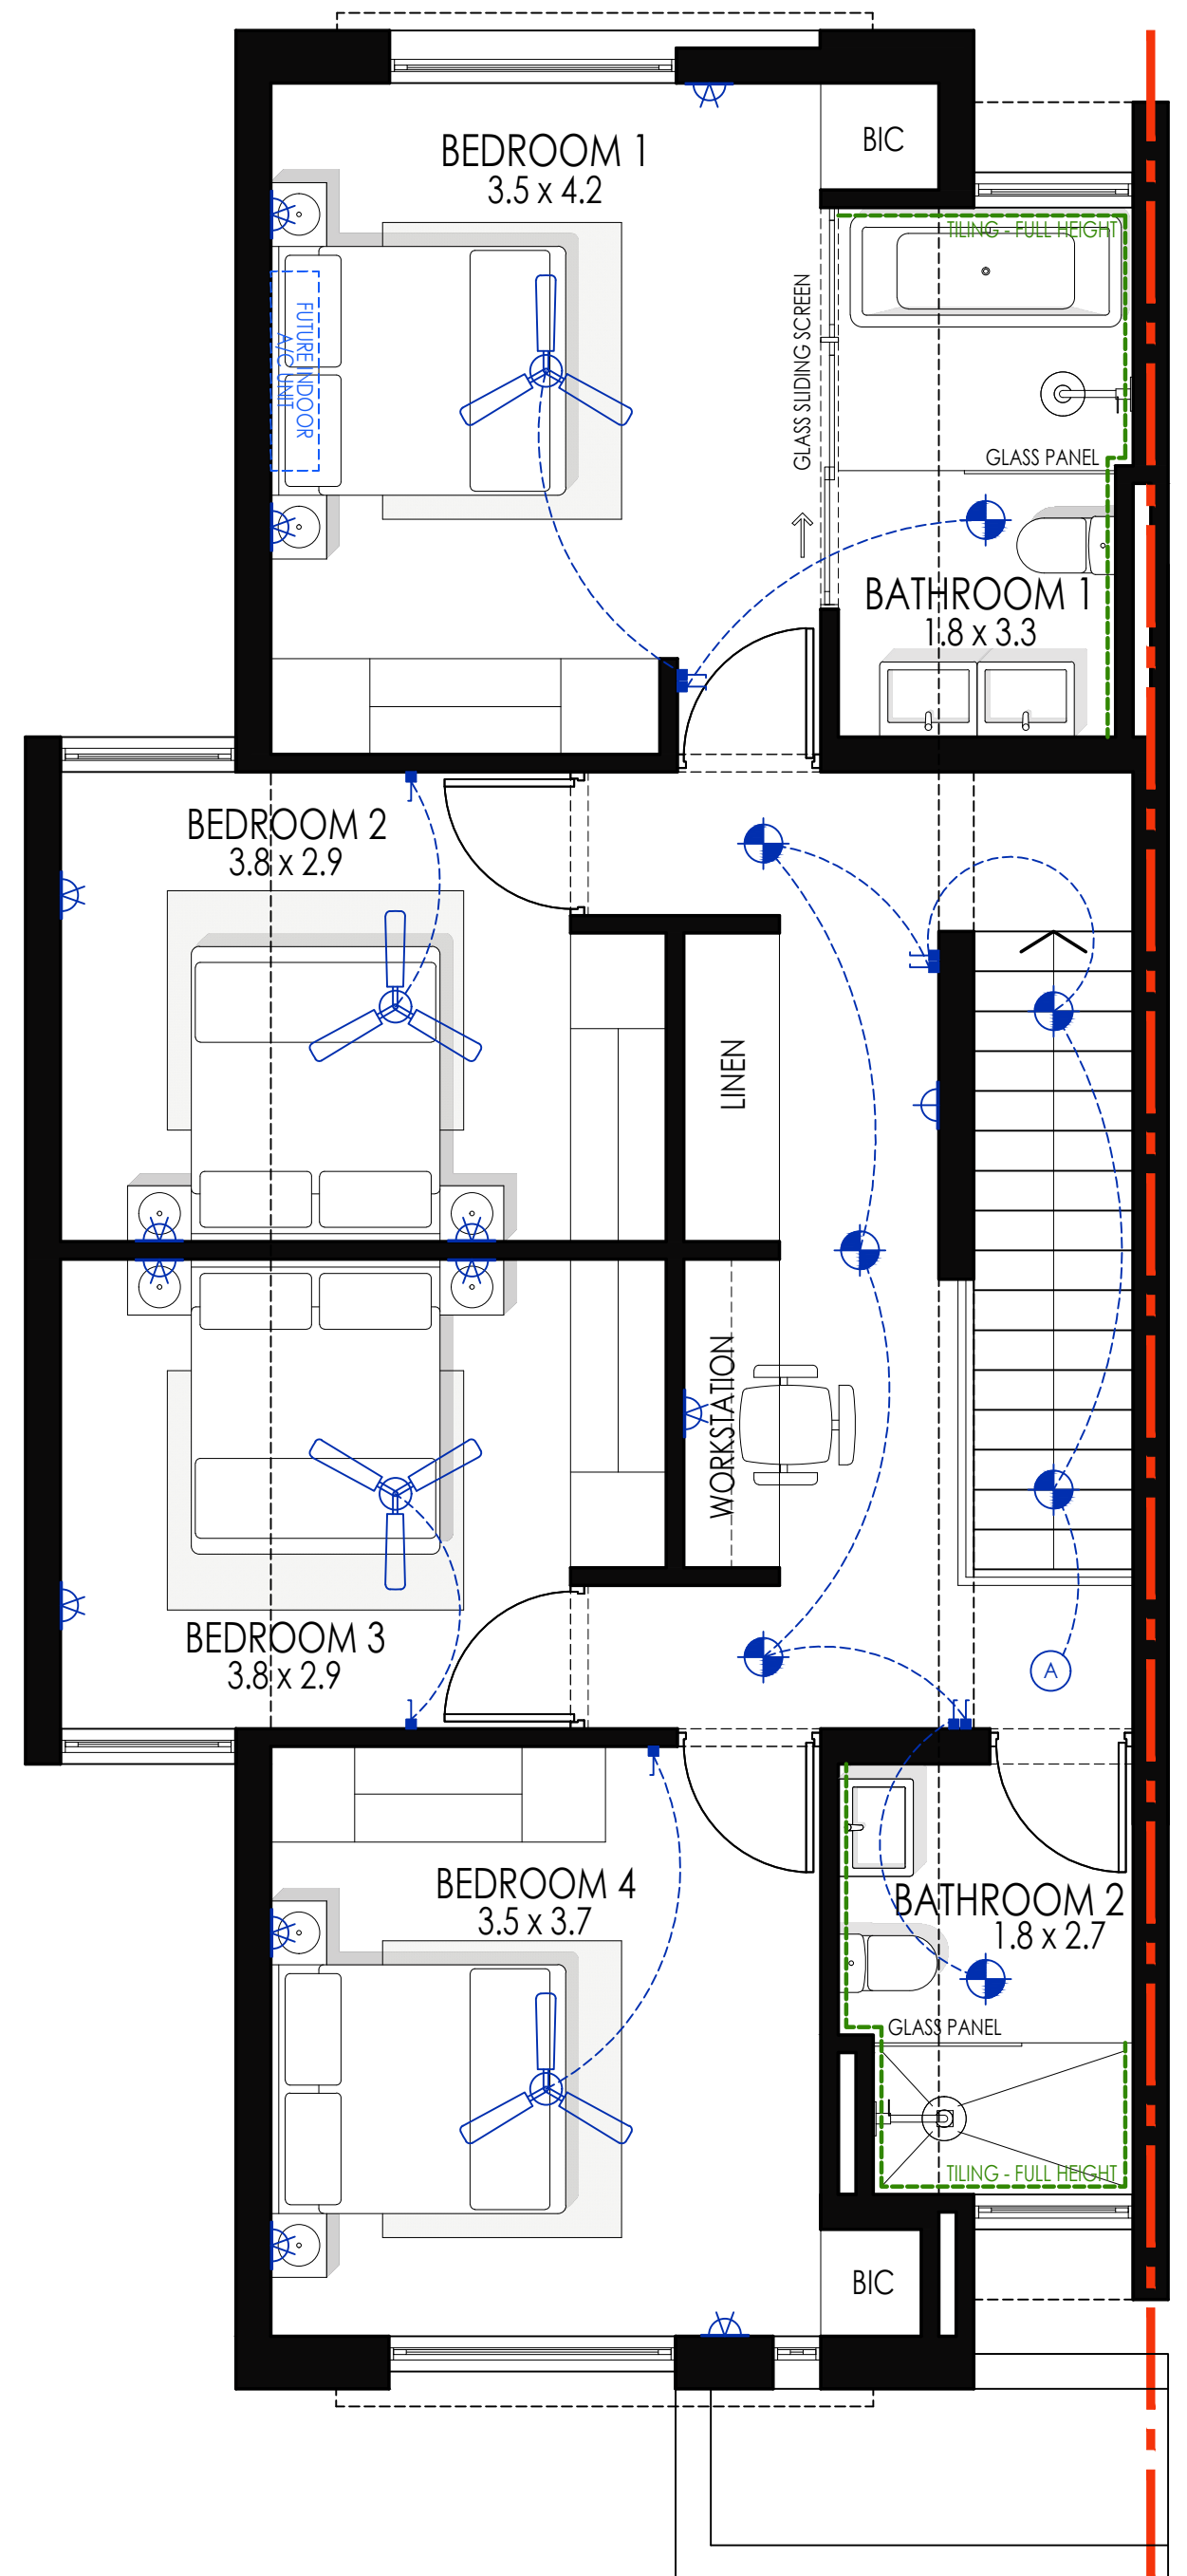 BEDROOM 1
3.5 x 4.2
BIC
TILING - FULL HEIGHT
GLASS SLIDING SCREEN
FUTURE INDOOR
A/C UNIT
GLASS PANEL
BATHROOM 1
1.8 x 3.3
BEDROOM 2
3.8 x 2.9
LINEN
WORKSTATION
BEDROOM 3
3.8 x 2.9
A
BEDROOM 4
3.5 x 3.7
BATHROOM 2
1.8 x 2.7
GLASS PANEL
TILING - FULL HEIGHT
BIC